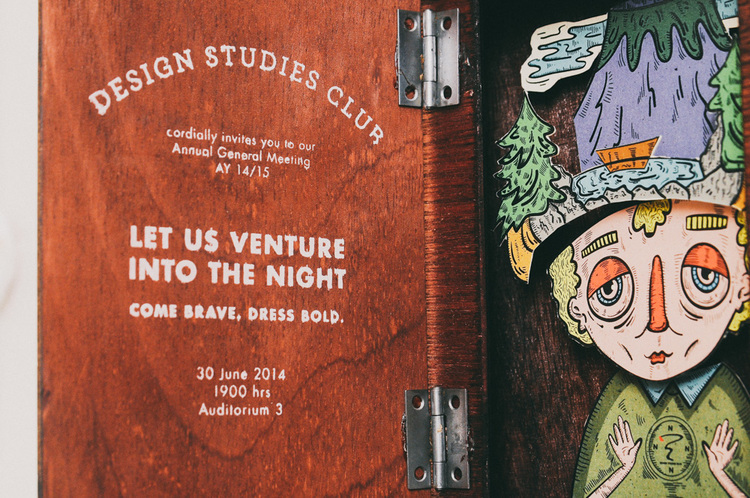 DESIGN STUDIES CLUB
cordially invites you to our
Annual General Meeting
AY 14/15
LET US VENTURE
INTO THE NIGHT
COME BRAVE, DRESS BOLD.
30 June 2014
1900 hrs
Auditorium 3